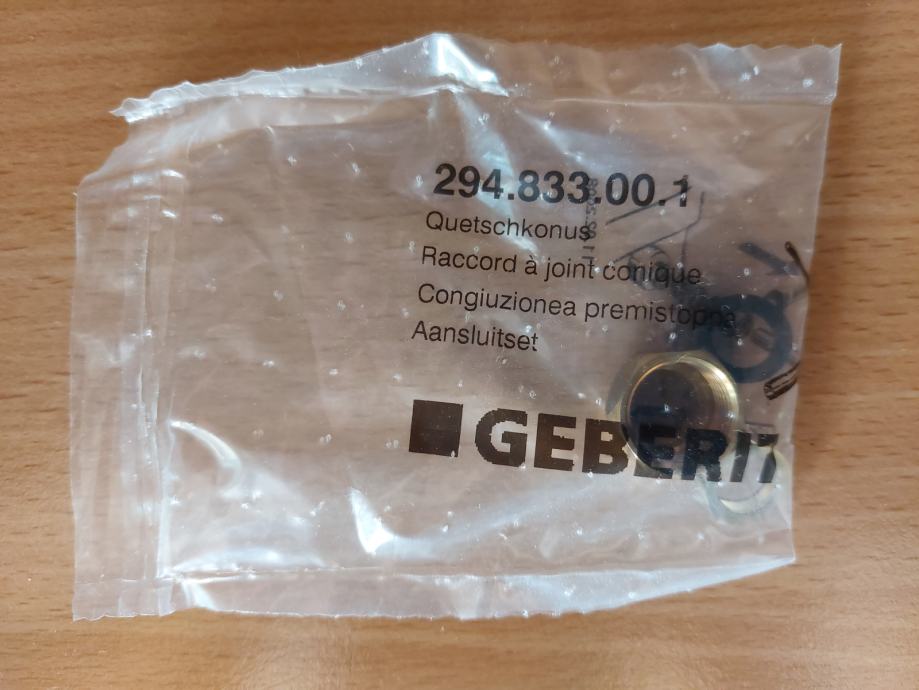 294.833.00.1
Quetschkonus
Raccord à joint conique
Congiuzionea premistoppa
Aansluitset
GEBERIT